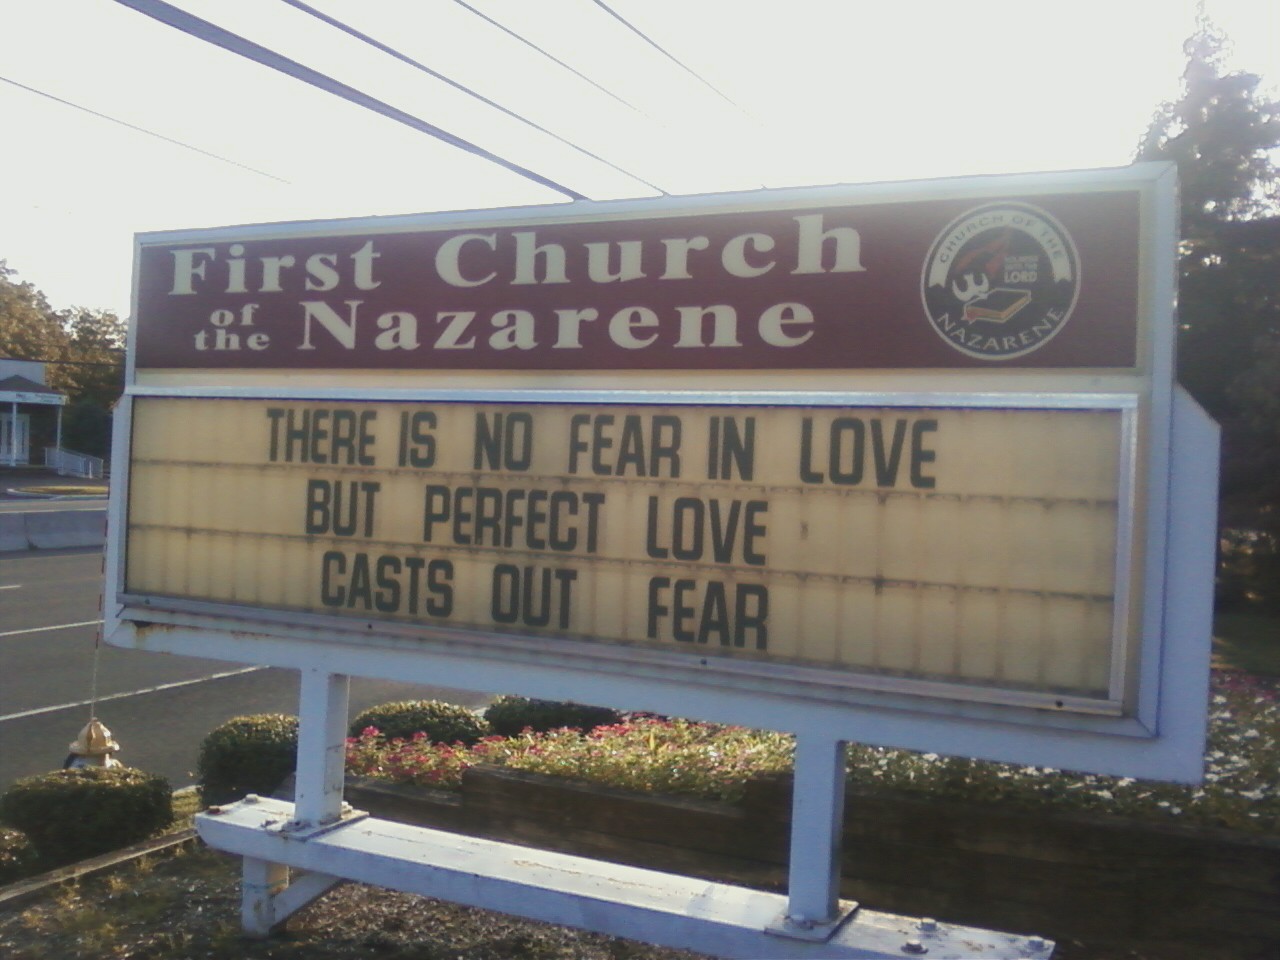 First Church
of
the Nazarene
CHURCH OF THE
LORD
NAZARENE
THERE IS NO FEAR IN LOVE
BUT PERFECT LOVE
CASTS OUT FEAR